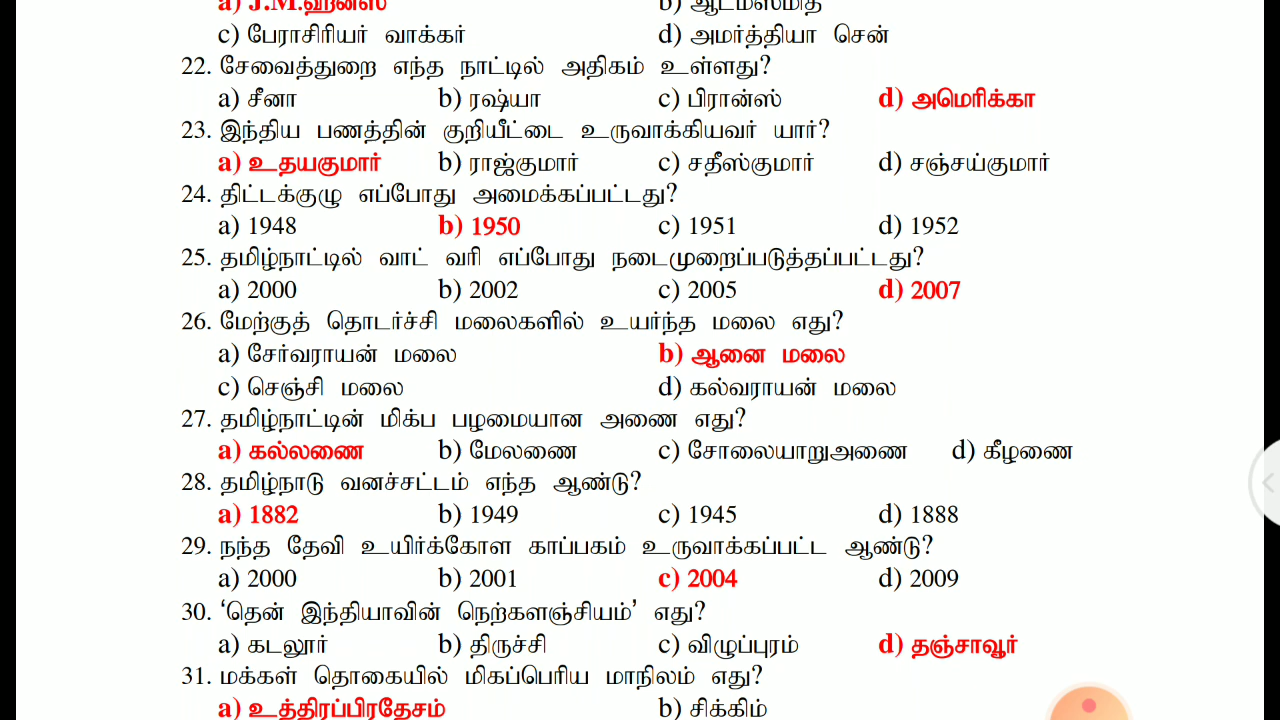 a) J.M.ஹீன்ஸ் b) ஆடம்ஸ்மித்
c) பேராசிரியர் வாக்கர் d) அமர்த்தியா சென்
22. சேவைத்துறை எந்த நாட்டில் அதிகம் உள்ளது?
a) சீனா b) ரஷ்யா c) பிரான்ஸ் d) அமெரிக்கா
23. இந்திய பணத்தின் குறியீட்டை உருவாக்கியவர் யார்?
a) உதயகுமார் b) ராஜ்குமார் c) சதீஸ்குமார் d) சஞ்சய்குமார்
24. திட்டக்குழு எப்போது அமைக்கப்பட்டது?
a) 1948 b) 1950 c) 1951 d) 1952
25. தமிழ்நாட்டில் வாட் வரி எப்போது நடைமுறைப்படுத்தப்பட்டது?
a) 2000 b) 2002 c) 2005 d) 2007
26. மேற்குத் தொடர்ச்சி மலைகளில் உயர்ந்த மலை எது?
a) சேர்வராயன் மலை b) ஆனை மலை
c) செஞ்சி மலை d) கல்வராயன் மலை
27. தமிழ்நாட்டின் மிக்ப பழமையான அணை எது?
a) கல்லணை b) மேலணை c) சோலையாறுஅணை d) கீழணை
28. தமிழ்நாடு வனச்சட்டம் எந்த ஆண்டு?
a) 1882 b) 1949 c) 1945 d) 1888
29. நந்த தேவி உயிர்க்கோள காப்பகம் உருவாக்கப்பட்ட ஆண்டு?
a) 2000 b) 2001 c) 2004 d) 2009
30. ‘தென் இந்தியாவின் நெற்களஞ்சியம்’ எது?
a) கடலூர் b) திருச்சி c) விழுப்புரம் d) தஞ்சாவூர்
31. மக்கள் தொகையில் மிகப்பெரிய மாநிலம் எது?
a) உத்திரப்பிரதேசம் b) சிக்கிம்